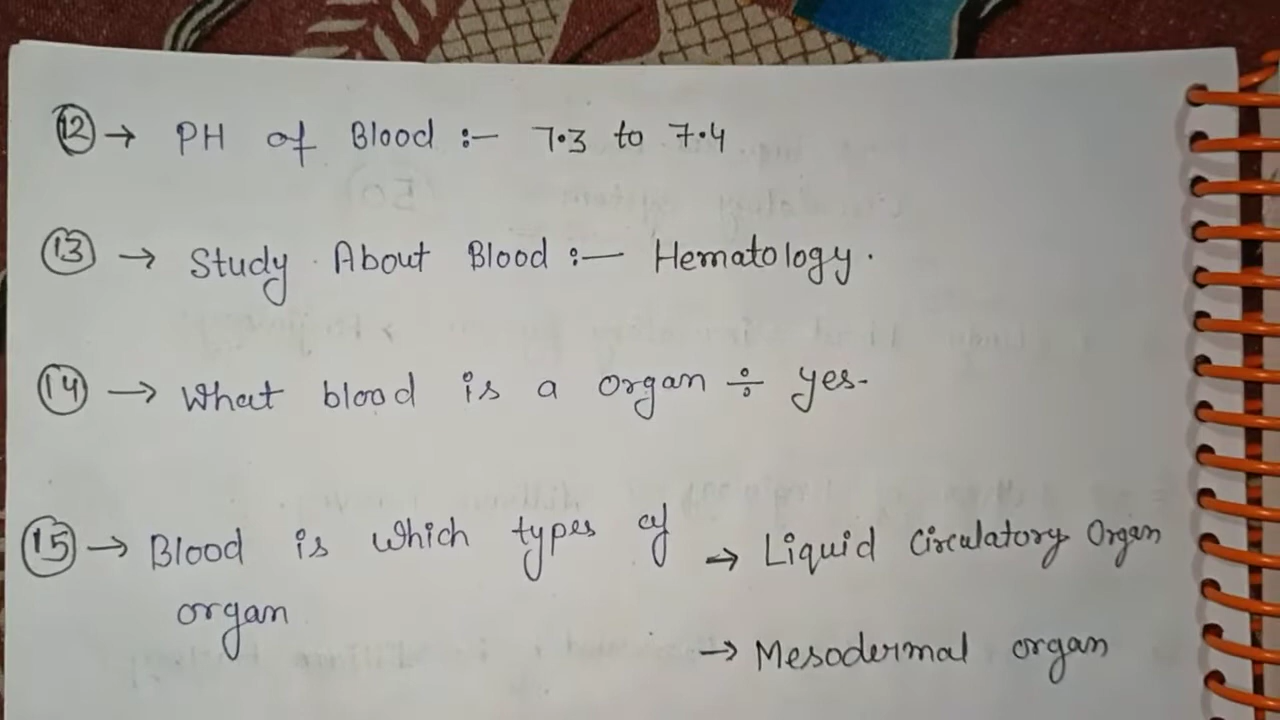 12 → PH of Blood :- 7.3 to 7.4
13 → Study About Blood :- Hematology.
14 → What blood is a organ ÷ yes-
15 → Blood is which types of organ
→ Liquid Circulatory Organ
→ Mesodermal organ